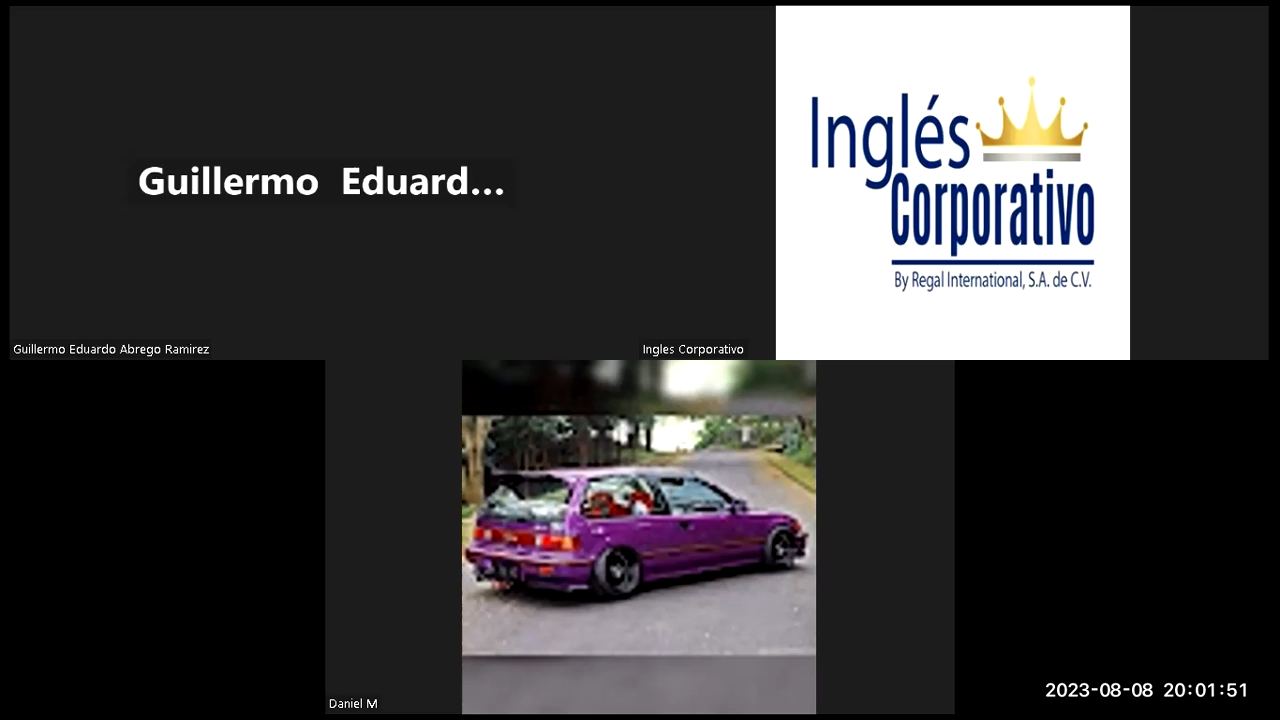 Guillermo Eduard...
Guillermo Eduardo Abrego Ramirez
Inglés
Corporativo
By Regal International, S.A. de C.V.
Ingles Corporativo
Daniel M
2023-08-08 20:01:51